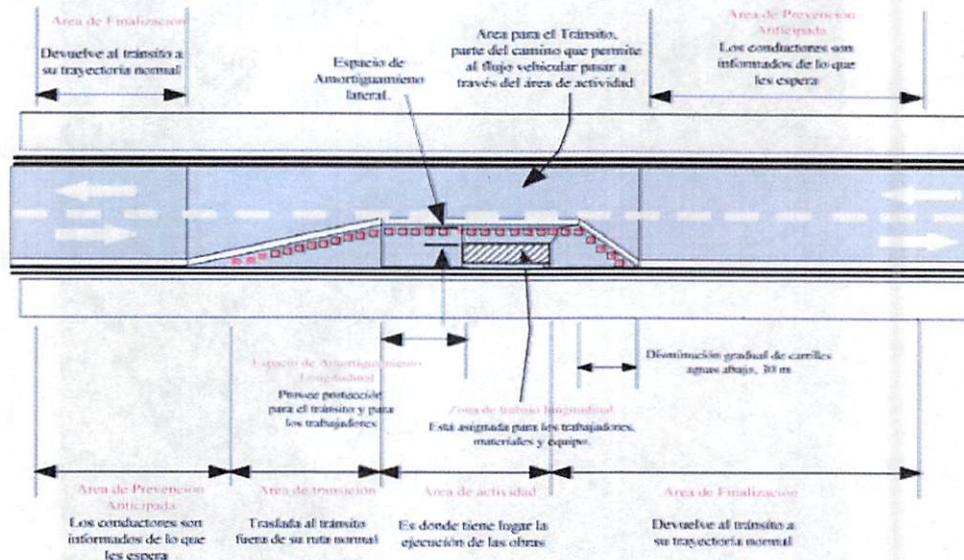 Area de Finalización
Devuelve al tránsito a
su trayectoria normal
Espacio de
Amortiguamiento
lateral.
Area para el Tránsito,
parte del camino que permite
al flujo vehicular pasar a
través del área de actividad
Area de Prevención
Anticipada
Los conductores son
informados de lo que
les espera
Espacio de Amortiguamiento
Longitudinal
Provee protección
para el tránsito y para
los trabajadores
Zona de trabajo longitudinal
Está asignada para los trabajadores,
materiales y equipo.
Disminución gradual de carriles
aguas abajo, 30 m
Area de Prevención
Anticipada
Los conductores son
informados de lo que
les espera
Area de transición
Traslada al tránsito
fuera de su ruta normal
Area de actividad
Es donde tiene lugar la
ejecución de las obras
Area de Finalización
Devuelve al tránsito a
su trayectoria normal